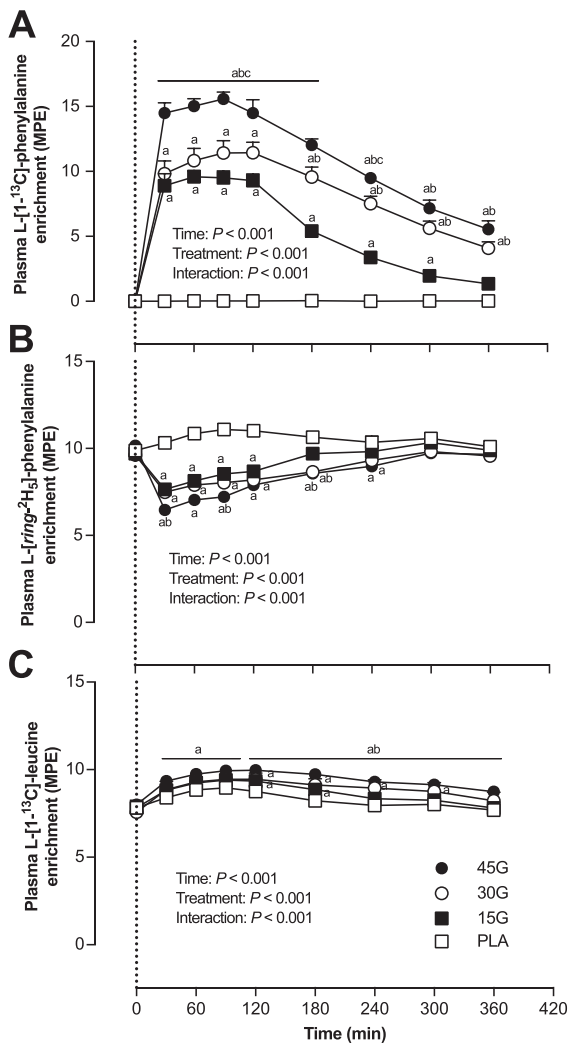 A
Plasma L-[1-¹³C]-phenylalanine
enrichment (MPE)
20
15
10
5
0
abc
a a a a ab abc ab ab
a a a a a a a ab ab ab
Time: P < 0.001
Treatment: P < 0.001
Interaction: P < 0.001
B
Plasma L-[ring-²H₅]-phenylalanine
enrichment (MPE)
15
10
5
0
a a a a
a a a ab a
ab a ab a ab a
Time: P < 0.001
Treatment: P < 0.001
Interaction: P < 0.001
C
Plasma L-[1-¹³C]-leucine
enrichment (MPE)
15
10
5
0
a ab
a a a a
a a
Time: P < 0.001
Treatment: P < 0.001
Interaction: P < 0.001
45G
30G
15G
PLA
0 60 120 180 240 300 360 420
Time (min)